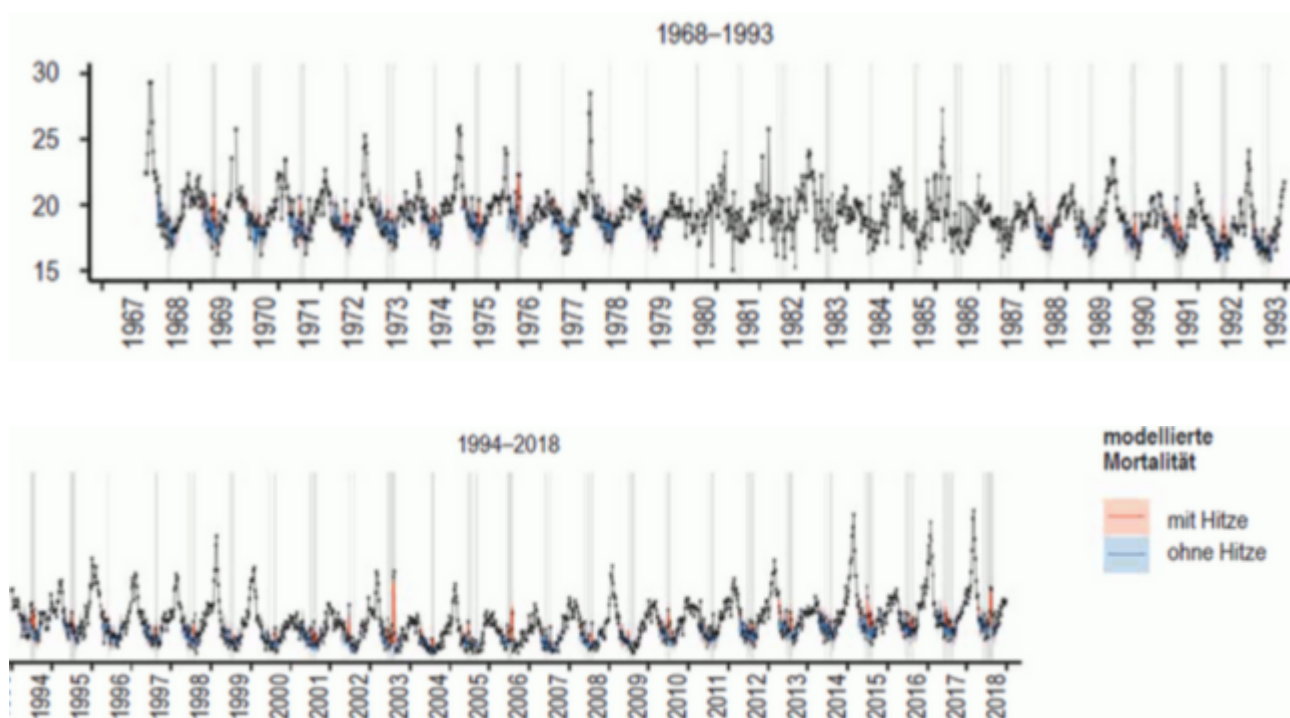 1968–1993
30
25
20
15
1967 1968 1969 1970 1971 1972 1973 1974 1975 1976 1977 1978 1979 1980 1981 1982 1983 1984 1985 1986 1987 1988 1989 1990 1991 1992 1993
1994–2018
modellierte
Mortalität
mit Hitze
ohne Hitze
1994 1995 1996 1997 1998 1999 2000 2001 2002 2003 2004 2005 2006 2007 2008 2009 2010 2011 2012 2013 2014 2015 2016 2017 2018